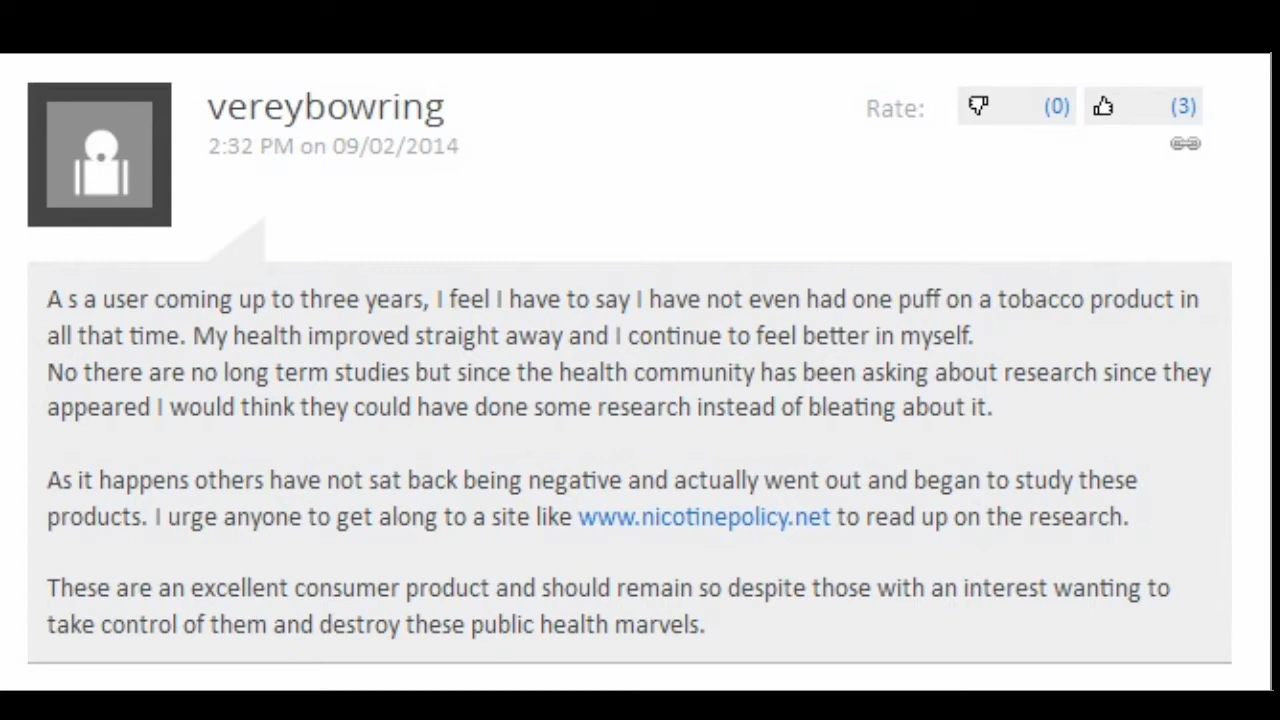 vereybowring
Rate: (0) (3)
2:32 PM on 09/02/2014
A s a user coming up to three years, I feel I have to say I have not even had one puff on a tobacco product in
all that time. My health improved straight away and I continue to feel better in myself.
No there are no long term studies but since the health community has been asking about research since they
appeared I would think they could have done some research instead of bleating about it.
As it happens others have not sat back being negative and actually went out and began to study these
products. I urge anyone to get along to a site like www.nicotinepolicy.net to read up on the research.
These are an excellent consumer product and should remain so despite those with an interest wanting to
take control of them and destroy these public health marvels.